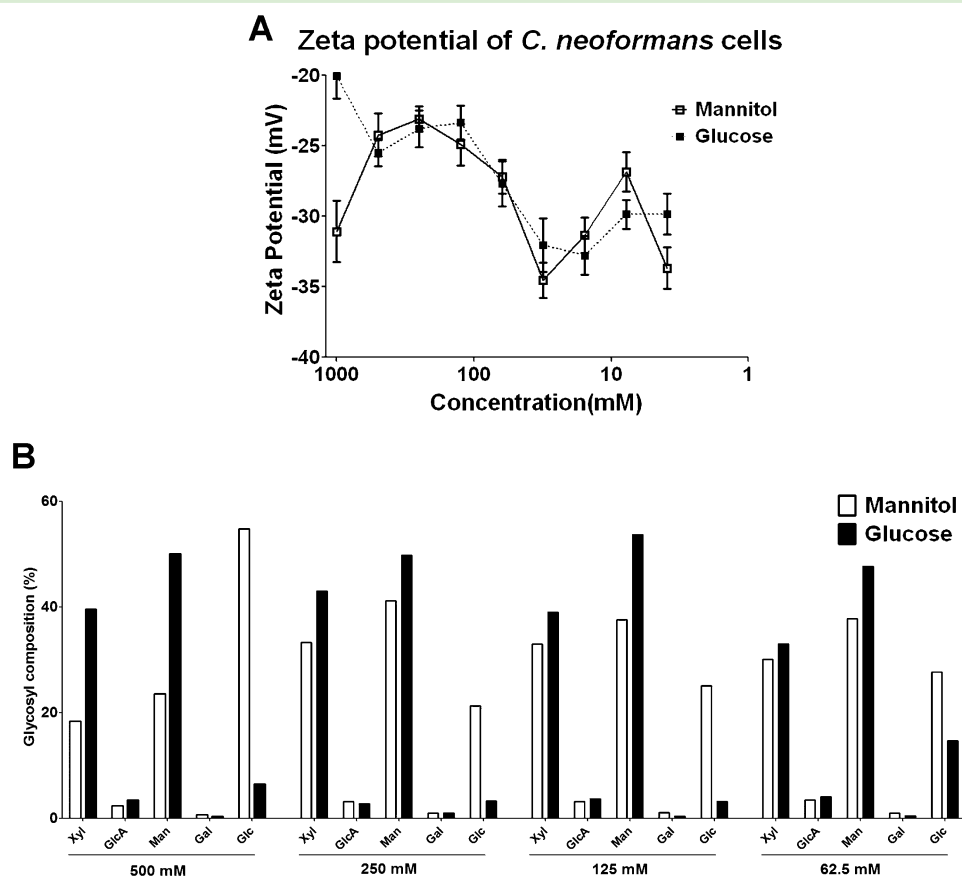 A
Zeta potential of C. neoformans cells
-20
-25
-30
-35
-40
Zeta Potential (mV)
Mannitol
Glucose
1000
100
10
1
Concentration(mM)
B
60
40
20
0
Glycosyl composition (%)
Mannitol
Glucose
Xyl GlcA Man Gal Glc Xyl GlcA Man Gal Glc Xyl GlcA Man Gal Glc Xyl GlcA Man Gal Glc
500 mM 250 mM 125 mM 62.5 mM